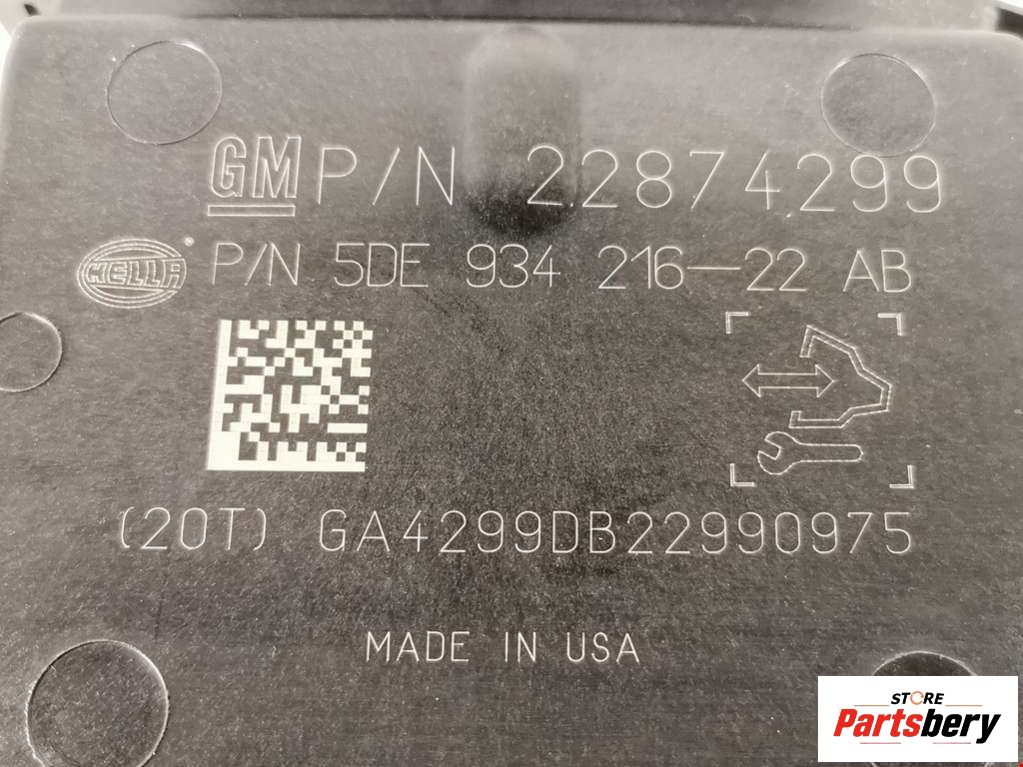 GM P/N 22874299
HELLA P/N 5DE 934 216-22 AB
(20T) GA4299DB22990975
MADE IN USA
STORE
Partsbery